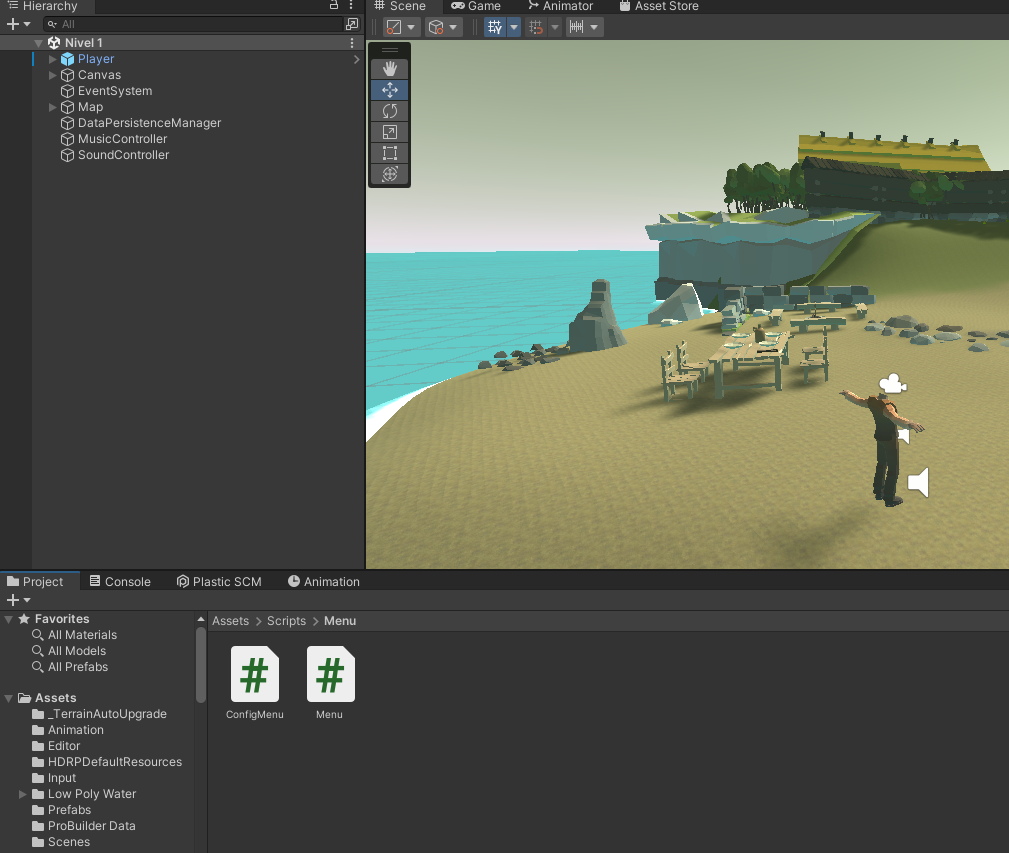 Hierarchy
All
Nivel 1
Player
Canvas
EventSystem
Map
DataPersistenceManager
MusicController
SoundController
Scene Game Animator Asset Store
Project Console Plastic SCM Animation
Favorites
All Materials
All Models
All Prefabs
Assets
_TerrainAutoUpgrade
Animation
Editor
HDRPDefaultResources
Input
Low Poly Water
Prefabs
ProBuilder Data
Scenes
Assets > Scripts > Menu
# #
ConfigMenu Menu